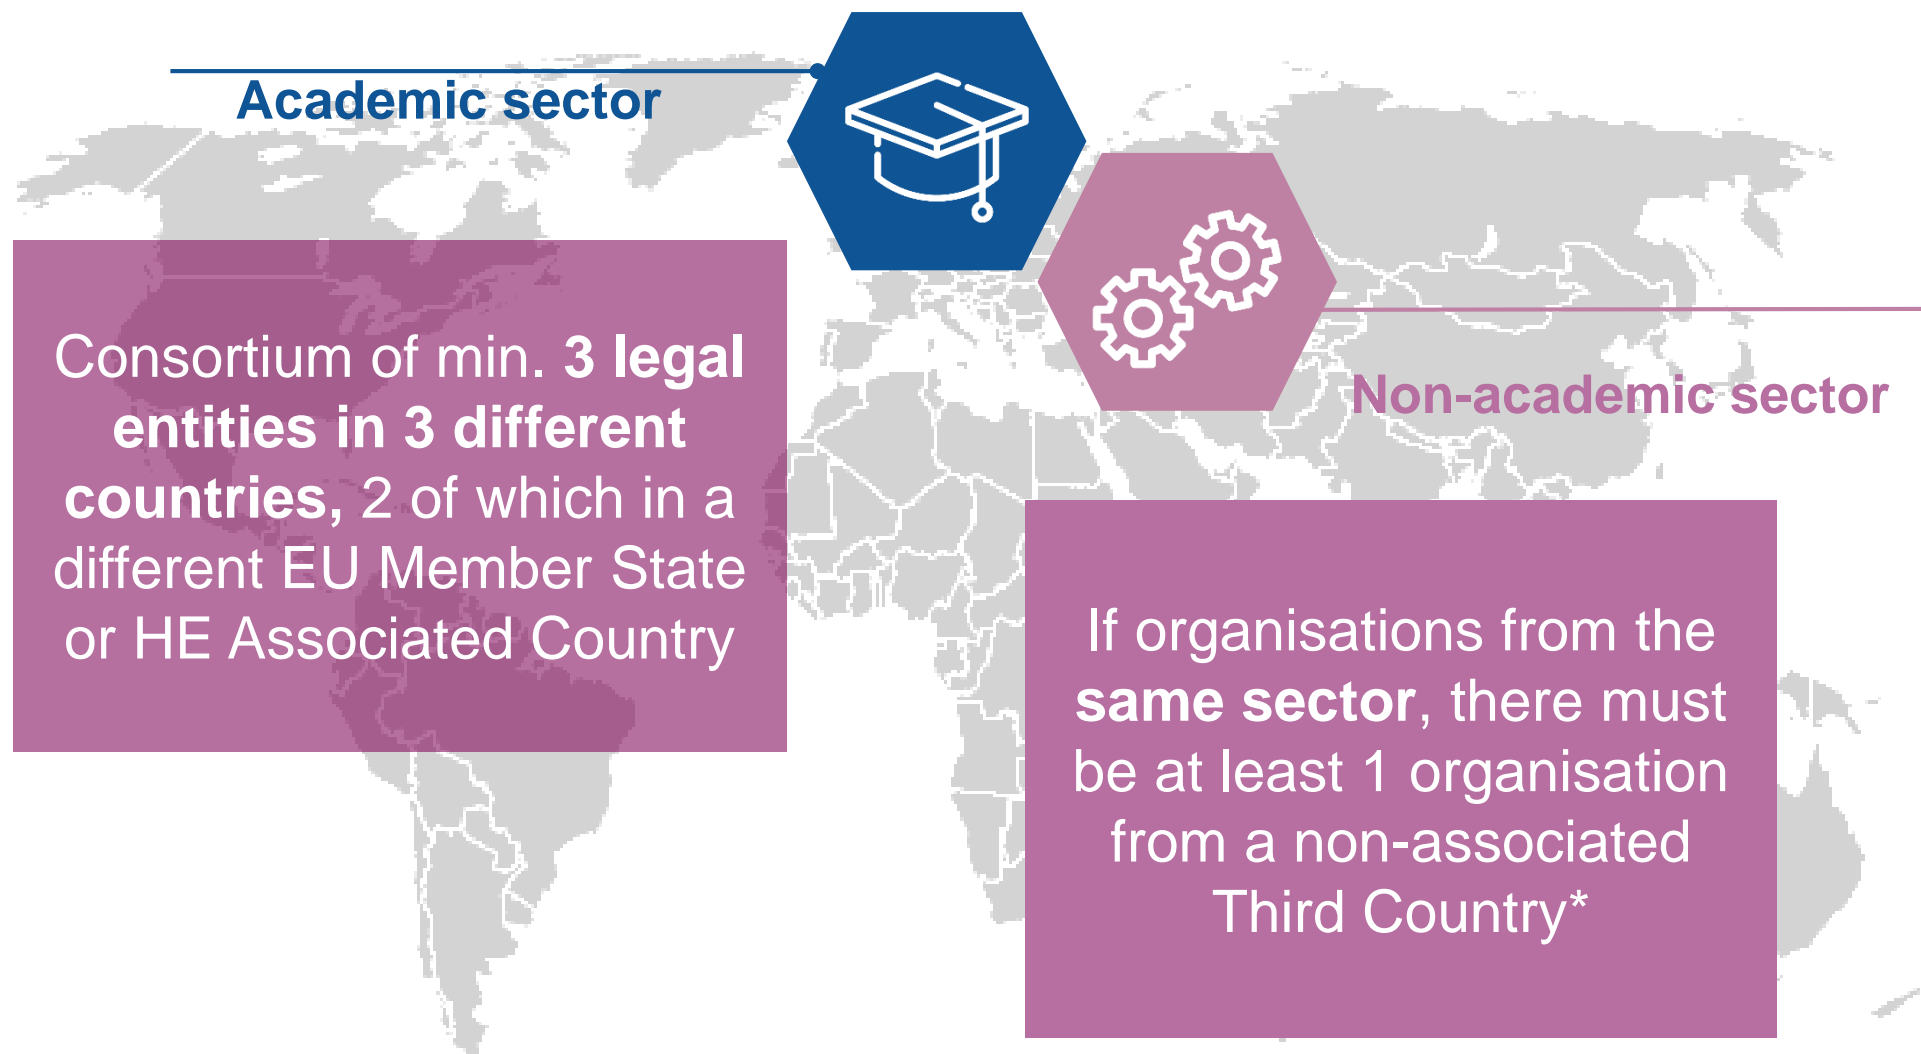 Academic sector
Consortium of min. 3 legal
entities in 3 different
countries, 2 of which in a
different EU Member State
or HE Associated Country
Non-academic sector
If organisations from the
same sector, there must
be at least 1 organisation
from a non-associated
Third Country*